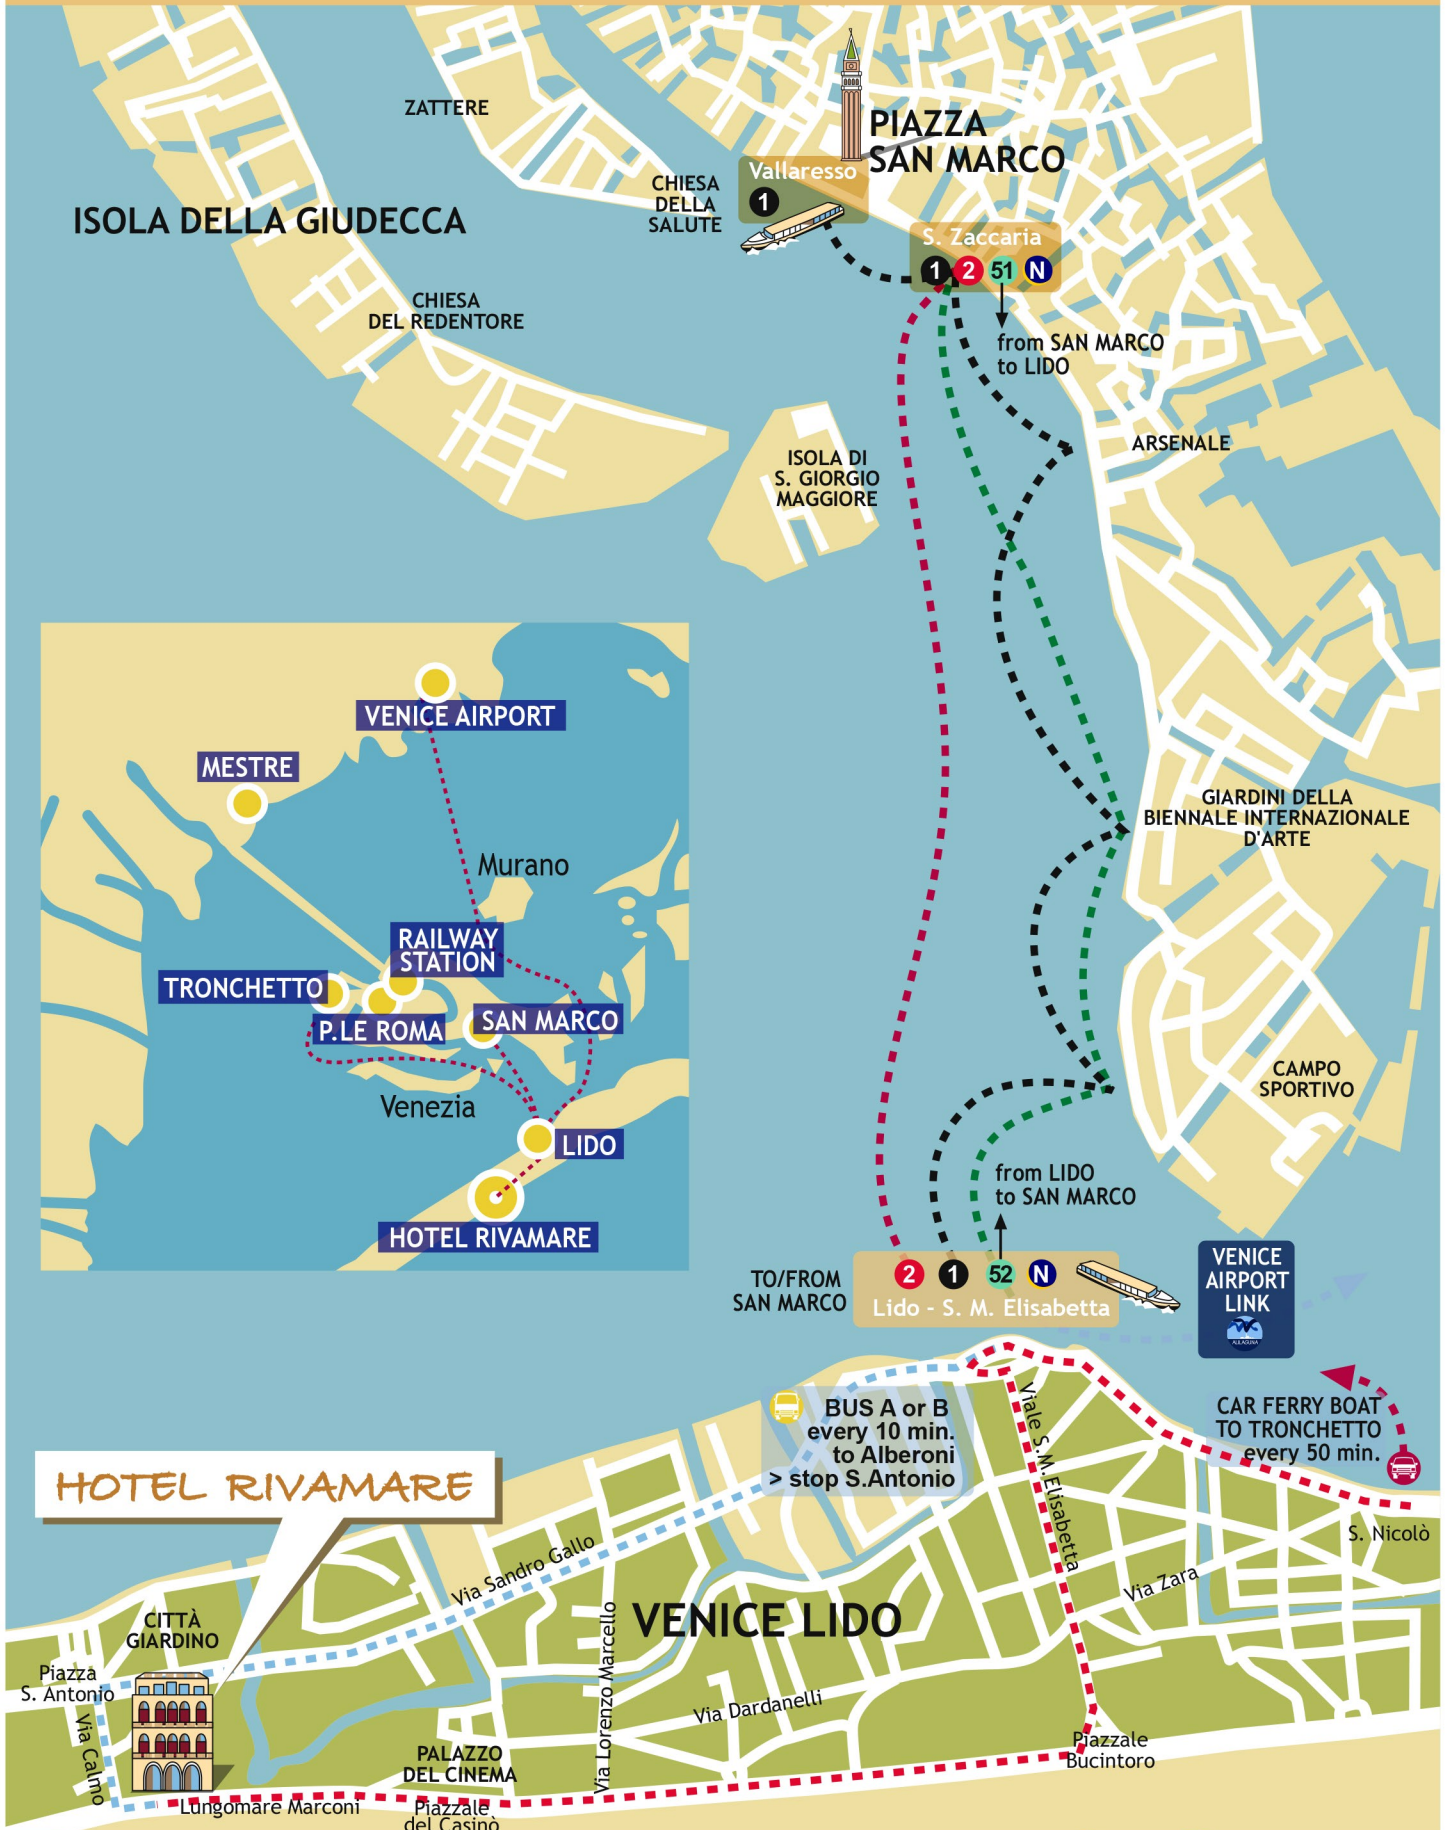 ZATTERE
PIAZZA
SAN MARCO
Vallaresso
1
CHIESA
DELLA
SALUTE
ISOLA DELLA GIUDECCA
S. Zaccaria
1 2 51 N
CHIESA
DEL REDENTORE
from SAN MARCO
to LIDO
ARSENALE
ISOLA DI
S. GIORGIO
MAGGIORE
VENICE AIRPORT
MESTRE
Murano
RAILWAY
STATION
TRONCHETTO
P.LE ROMA
SAN MARCO
Venezia
LIDO
HOTEL RIVAMARE
GIARDINI DELLA
BIENNALE INTERNAZIONALE
D'ARTE
CAMPO
SPORTIVO
from LIDO
to SAN MARCO
TO/FROM
SAN MARCO
2 1 52 N
Lido - S. M. Elisabetta
VENICE
AIRPORT
LINK
ALILAGUNA
CAR FERRY BOAT
TO TRONCHETTO
every 50 min.
BUS A or B
every 10 min.
to Alberoni
> stop S.Antonio
Viale S.M.Elisabetta
HOTEL RIVAMARE
S. Nicolò
Via Sandro Gallo
Via Zara
VENICE LIDO
CITTÀ
GIARDINO
Piazza
S. Antonio
Via Calmo
Via Lorenzo Marcello
Via Dardanelli
PALAZZO
DEL CINEMA
Piazzale
Bucintoro
Lungomare Marconi
Piazzale
del Casinò